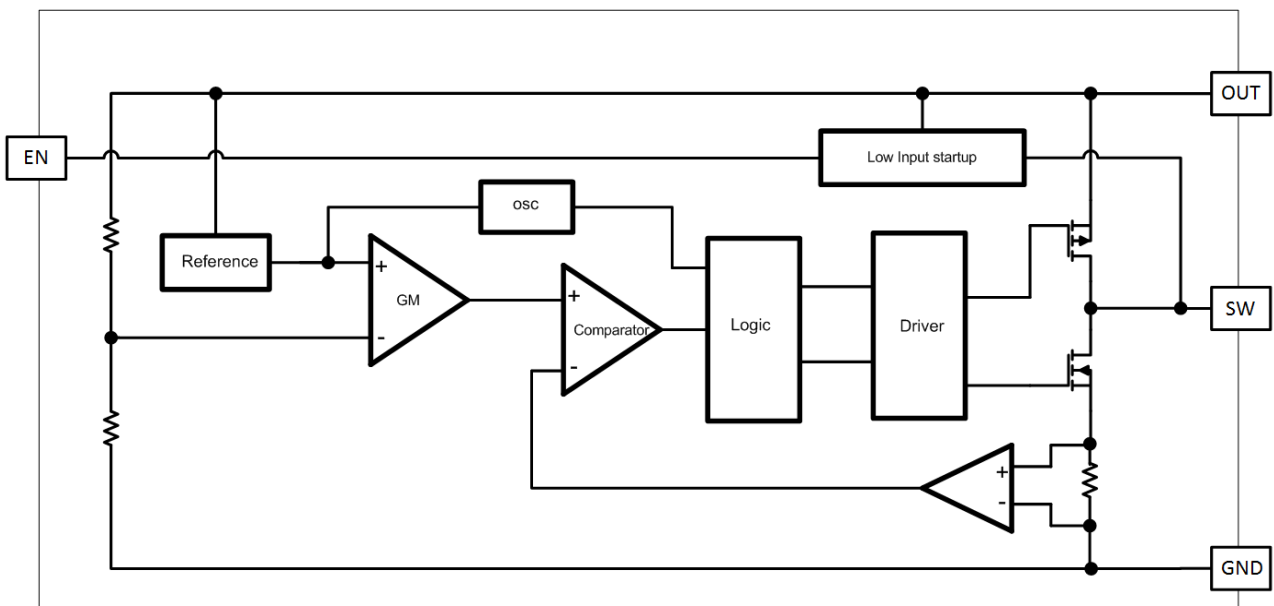 OUT
EN
Low Input startup
osc
Reference
+
GM
-
+
Comparator
-
Logic
Driver
SW
+
-
GND